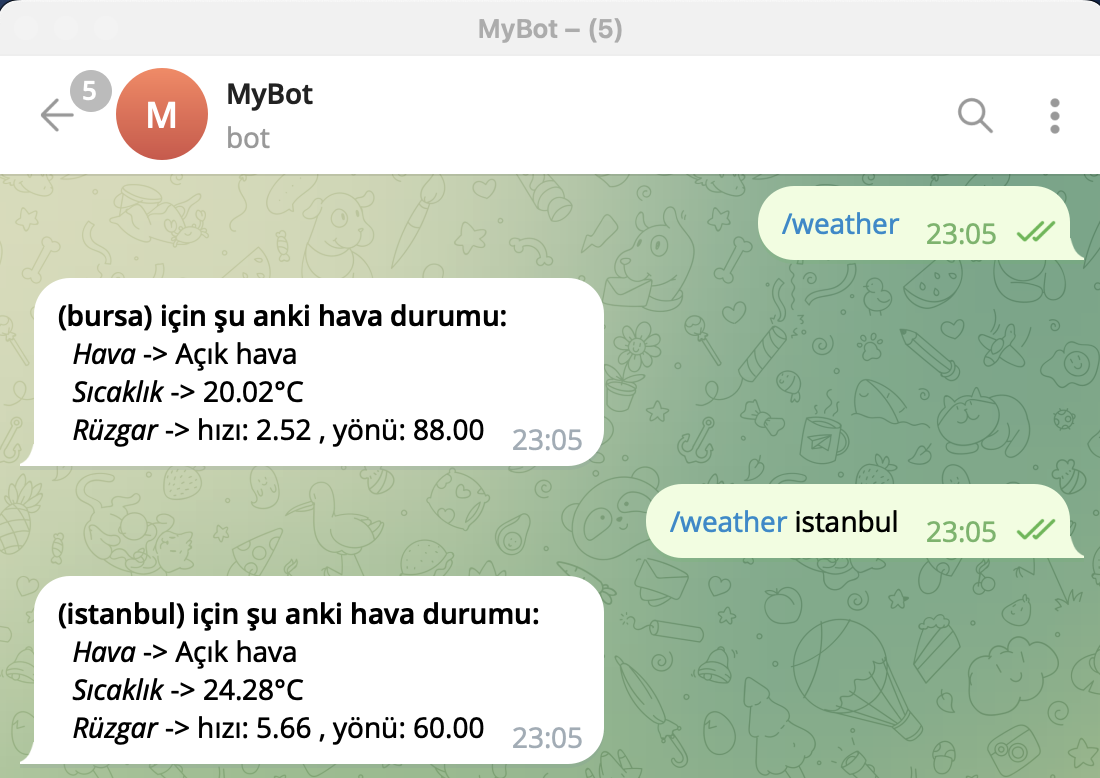 MyBot – (5)
5
M
MyBot
bot
/weather 23:05
(bursa) için şu anki hava durumu:
Hava -> Açık hava
Sıcaklık -> 20.02°C
Rüzgar -> hızı: 2.52 , yönü: 88.00 23:05
/weather istanbul 23:05
(istanbul) için şu anki hava durumu:
Hava -> Açık hava
Sıcaklık -> 24.28°C
Rüzgar -> hızı: 5.66 , yönü: 60.00 23:05